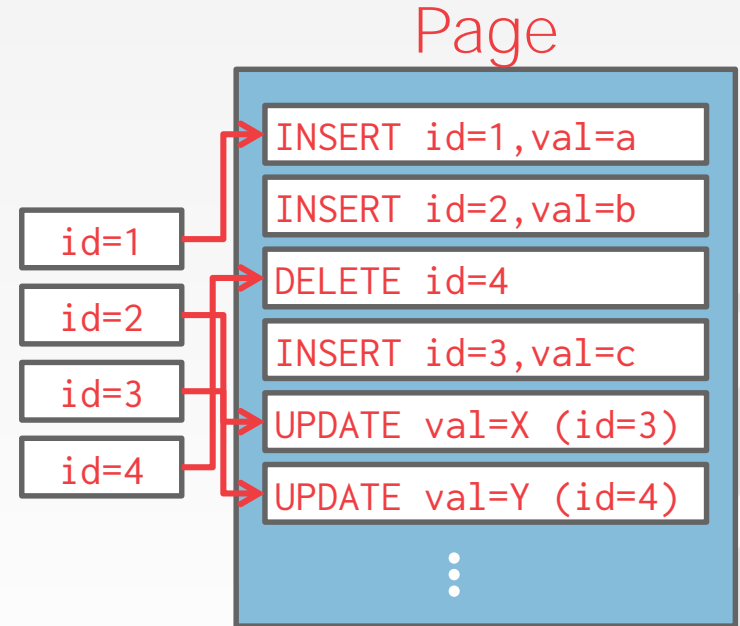 Page
INSERT id=1,val=a
INSERT id=2,val=b
DELETE id=4
INSERT id=3,val=c
UPDATE val=X (id=3)
UPDATE val=Y (id=4)
id=1
id=2
id=3
id=4